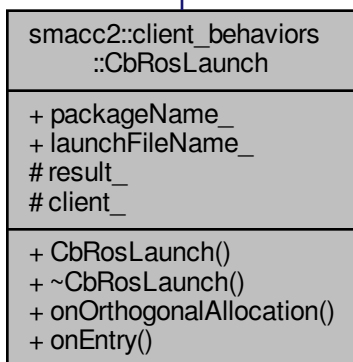 smacc2::client_behaviors
::CbRosLaunch
+ packageName_
+ launchFileName_
# result_
# client_
+ CbRosLaunch()
+ ~CbRosLaunch()
+ onOrthogonalAllocation()
+ onEntry()